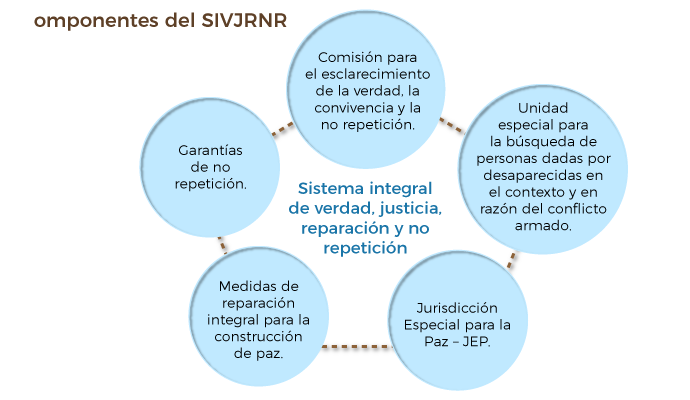 omponentes del SIVJRNR
Comisión para
el esclarecimiento
de la verdad, la
convivencia y la
no repetición.
Unidad
especial para
la búsqueda de
personas dadas por
desaparecidas en
el contexto y en
razón del conflicto
armado.
Garantías
de no
repetición.
Sistema integral
de verdad, justicia,
reparación y no
repetición
Medidas de
reparación
integral para la
construcción
de paz.
Jurisdicción
Especial para la
Paz – JEP.